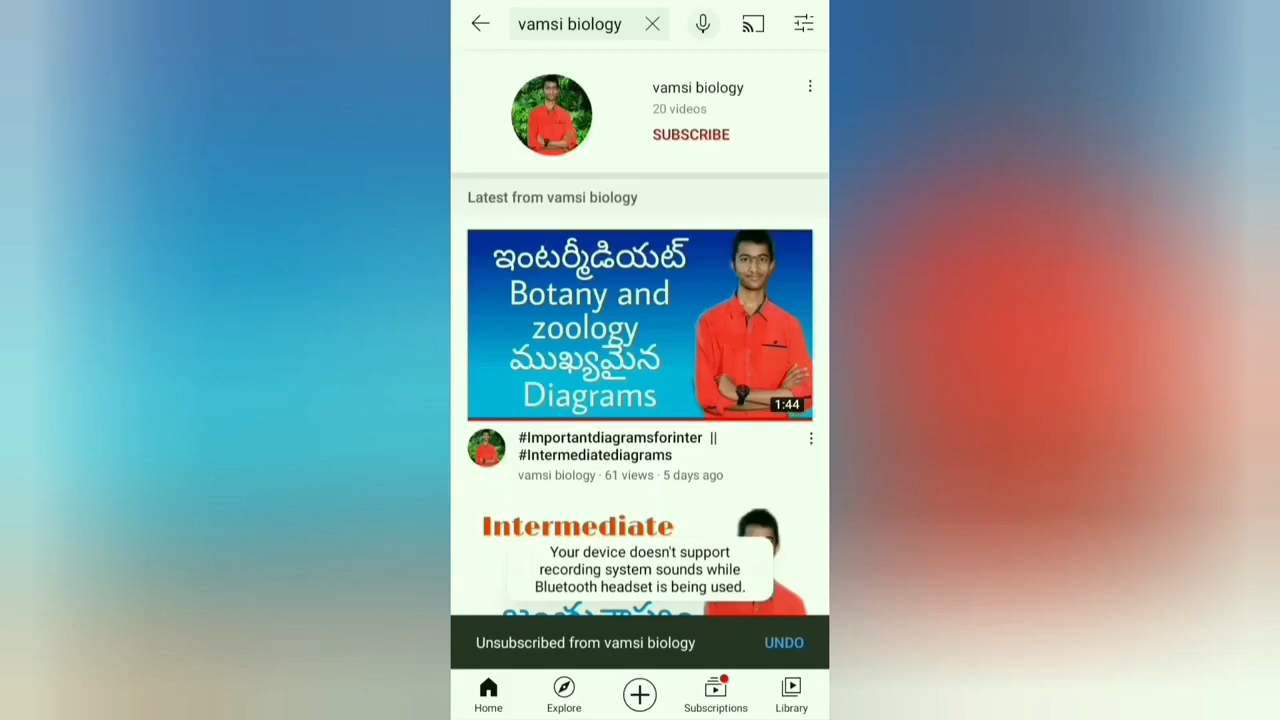 vamsi biology
vamsi biology
20 videos
SUBSCRIBE
Latest from vamsi biology
ఇంటర్మీడియట్
Botany and
zoology
ముఖ్యమైన
Diagrams
1:44
#Importantdiagramsforinter ||
#Intermediatediagrams
vamsi biology · 61 views · 5 days ago
Intermediate
Your device doesn't support
recording system sounds while
Bluetooth headset is being used.
Unsubscribed from vamsi biology
UNDO
Home
Explore
Subscriptions
Library